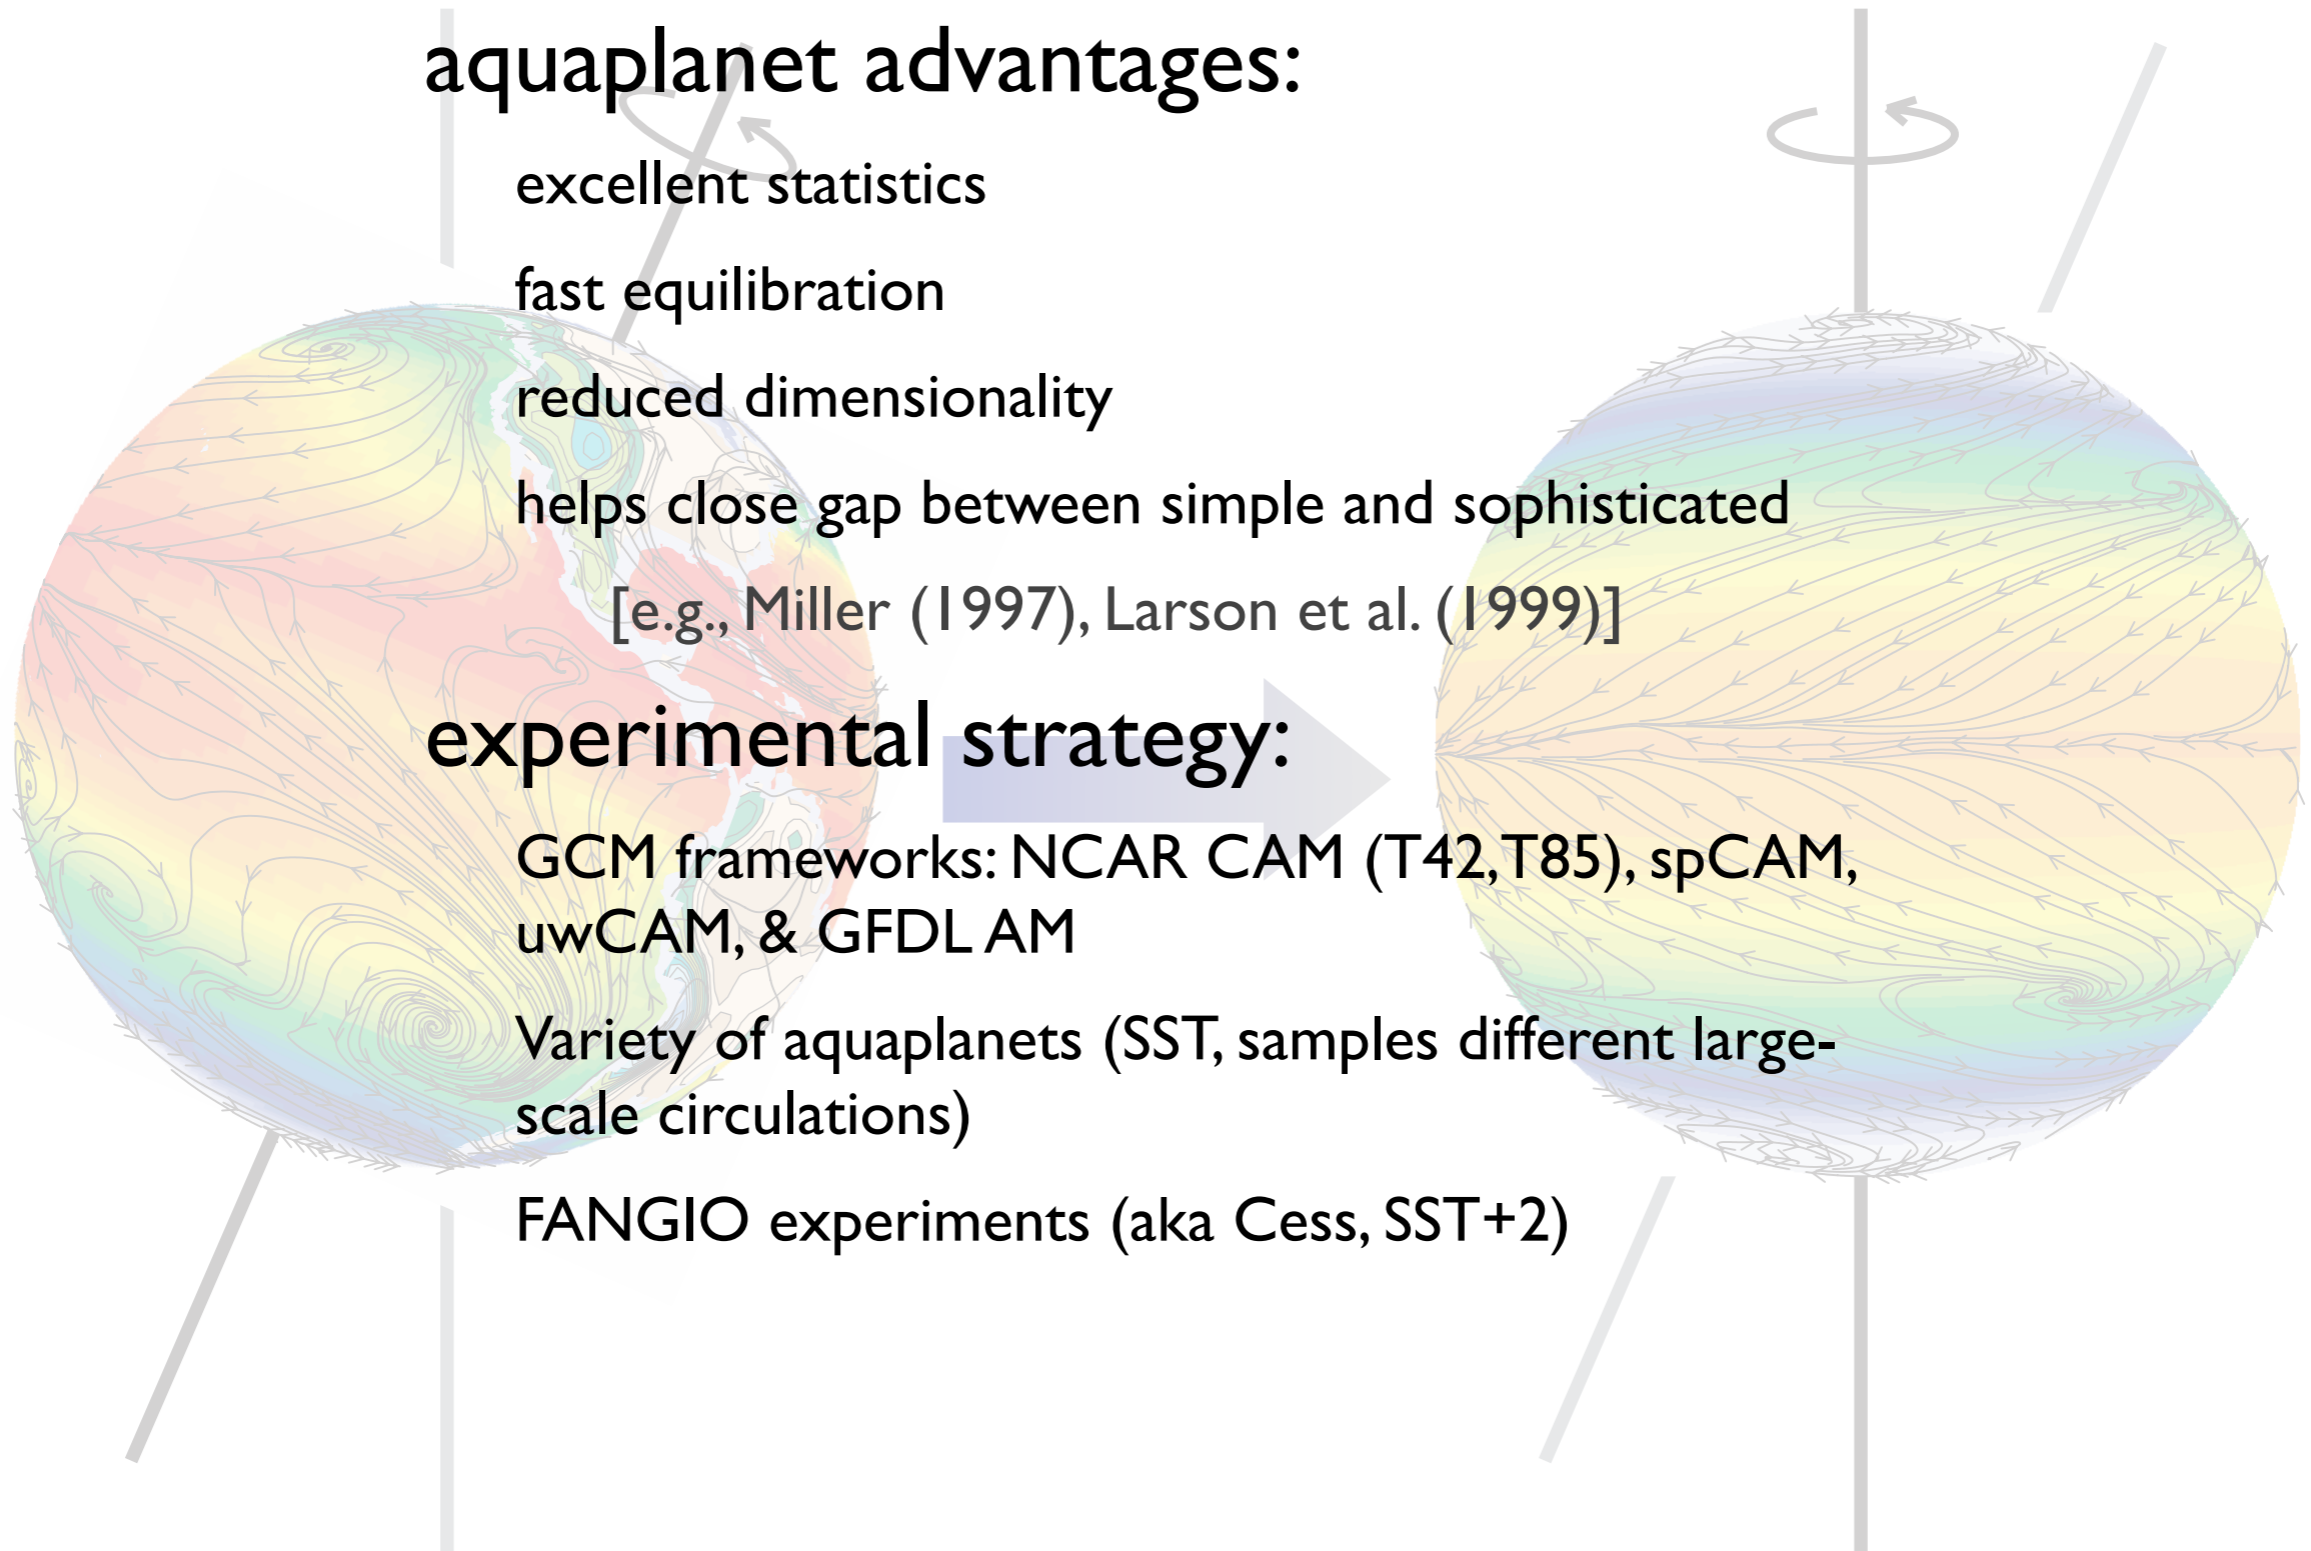 aquaplanet advantages:
excellent statistics
fast equilibration
reduced dimensionality
helps close gap between simple and sophisticated
[e.g., Miller (1997), Larson et al. (1999)]
experimental strategy:
GCM frameworks: NCAR CAM (T42,T85), spCAM,
uwCAM, & GFDL AM
Variety of aquaplanets (SST, samples different large-
scale circulations)
FANGIO experiments (aka Cess, SST+2)